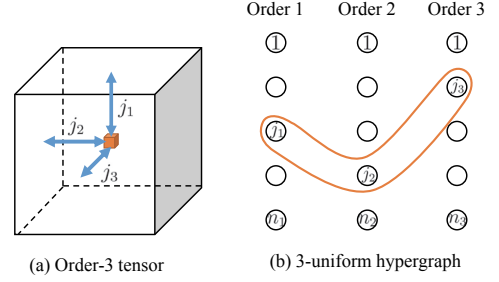 Order 1 Order 2 Order 3
1 1 1
j₁
j₂
j₃
j₃
j₁
j₂
n₁ n₂ n₃
(a) Order-3 tensor
(b) 3-uniform hypergraph